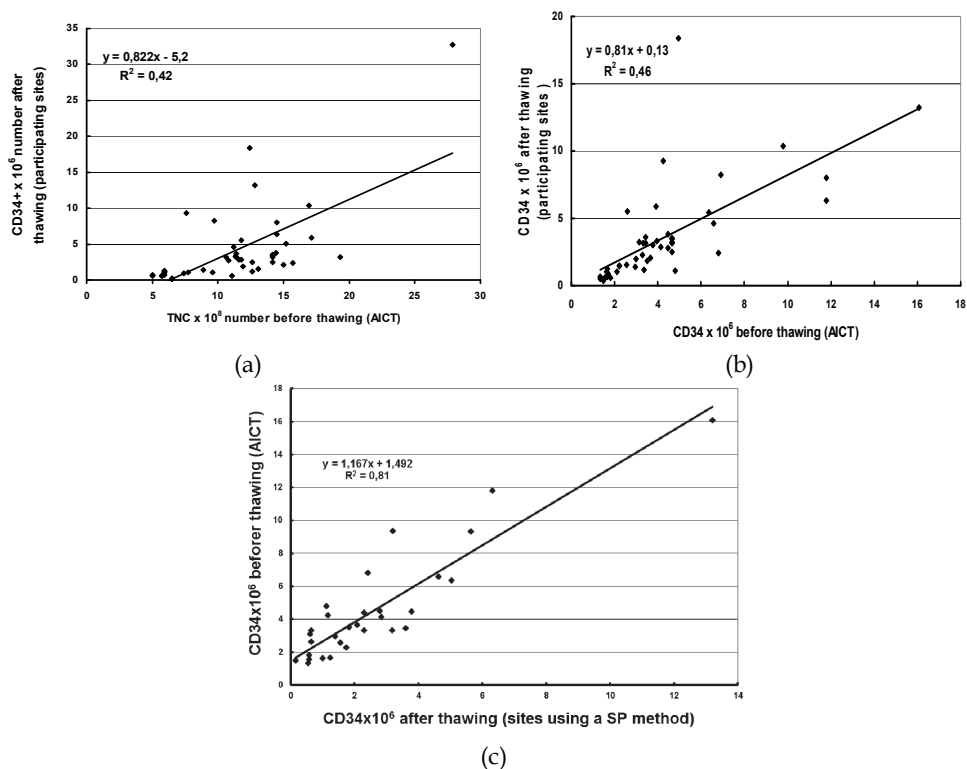 35
30
25
20
15
10
5
0
y = 0,822x - 5,2
R² = 0,42
CD34+ x 10⁶ number after
thawing (participating sites)
0 5 10 15 20 25 30
TNC x 10⁸ number before thawing (AICT)
(a)
20
15
10
5
0
y = 0,81x + 0,13
R² = 0,46
CD34 x 10⁶ after thawing
(participating sites )
0 2 4 6 8 10 12 14 16 18
CD34 x 10⁶ before thawing (AICT)
(b)
18
16
14
12
10
8
6
4
2
0
y = 1,167x + 1,492
R² = 0,81
CD34x10⁶ beforer thawing (AICT)
0 2 4 6 8 10 12 14
CD34x10⁶ after thawing (sites using a SP method)
(c)